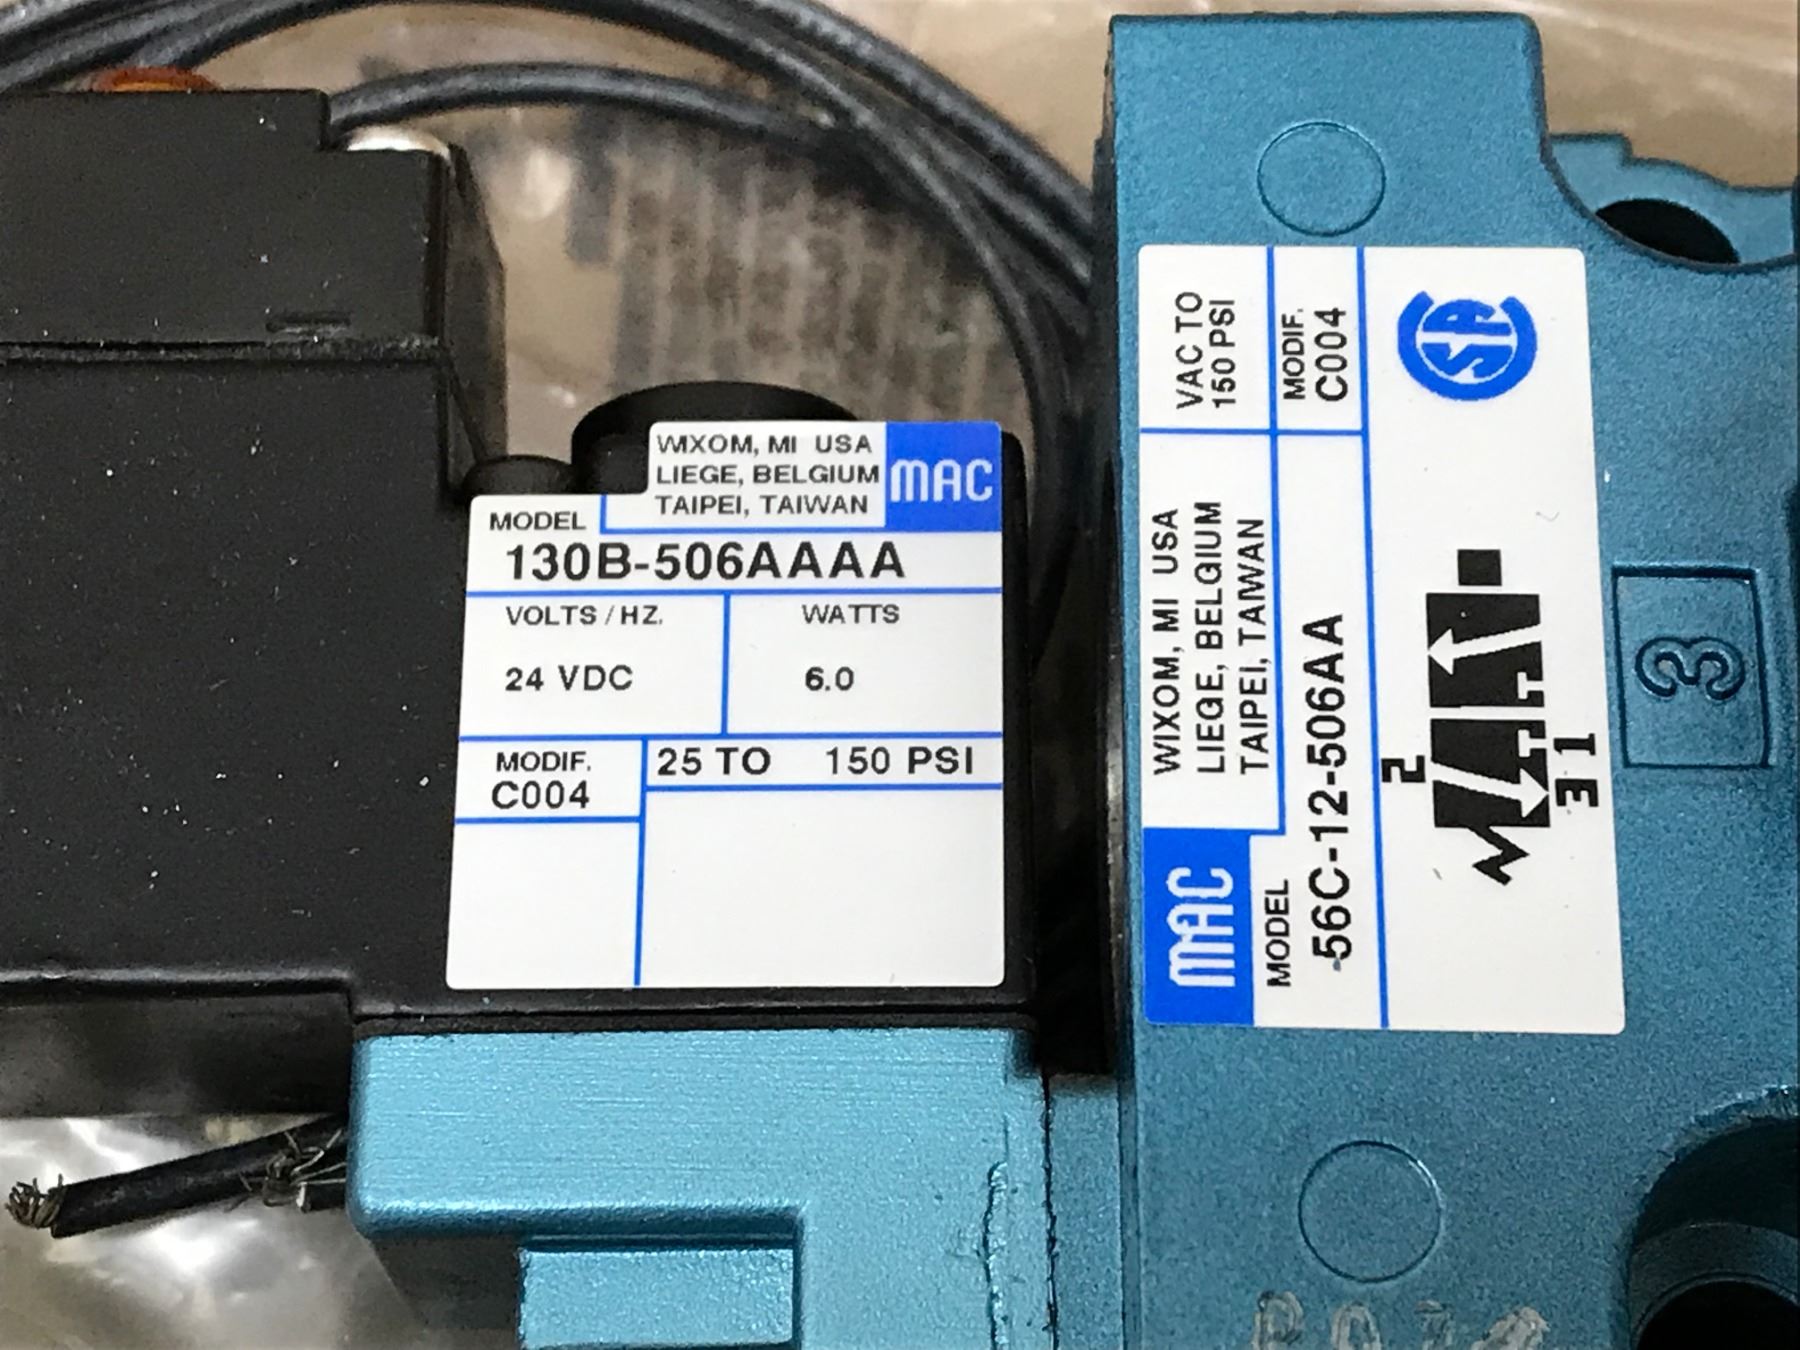 WIXOM, MI USA
LIEGE, BELGIUM
TAIPEI, TAIWAN
MAC
MODEL
130B-506AAAA
VOLTS / HZ.
WATTS
24 VDC
6.0
MODIF.
C004
25 TO 150 PSI
MAC
WIXOM, MI USA
LIEGE, BELGIUM
TAIPEI, TAIWAN
VAC TO
150 PSI
MODEL
56C-12-506AA
MODIF.
C004
2
3 1
3